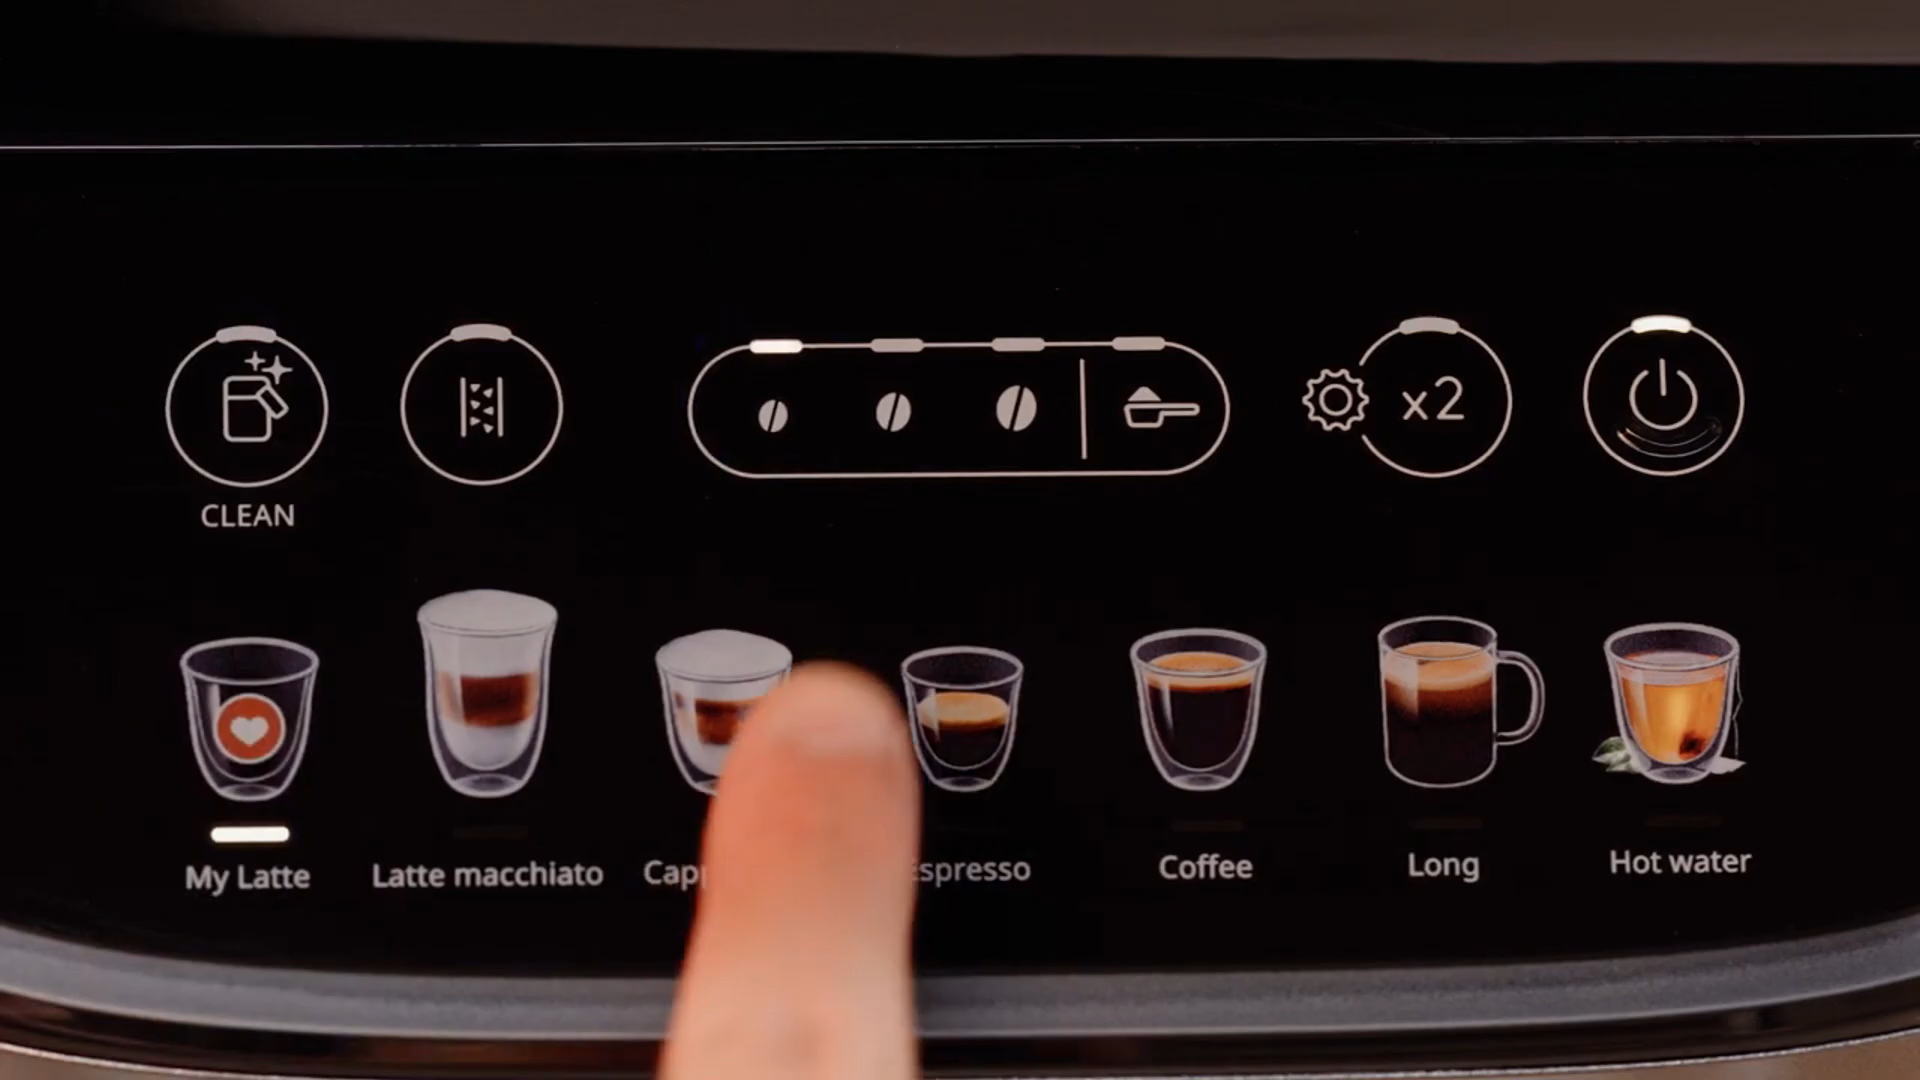 x2
CLEAN
My Latte
Latte macchiato
Coffee
Long
Hot water